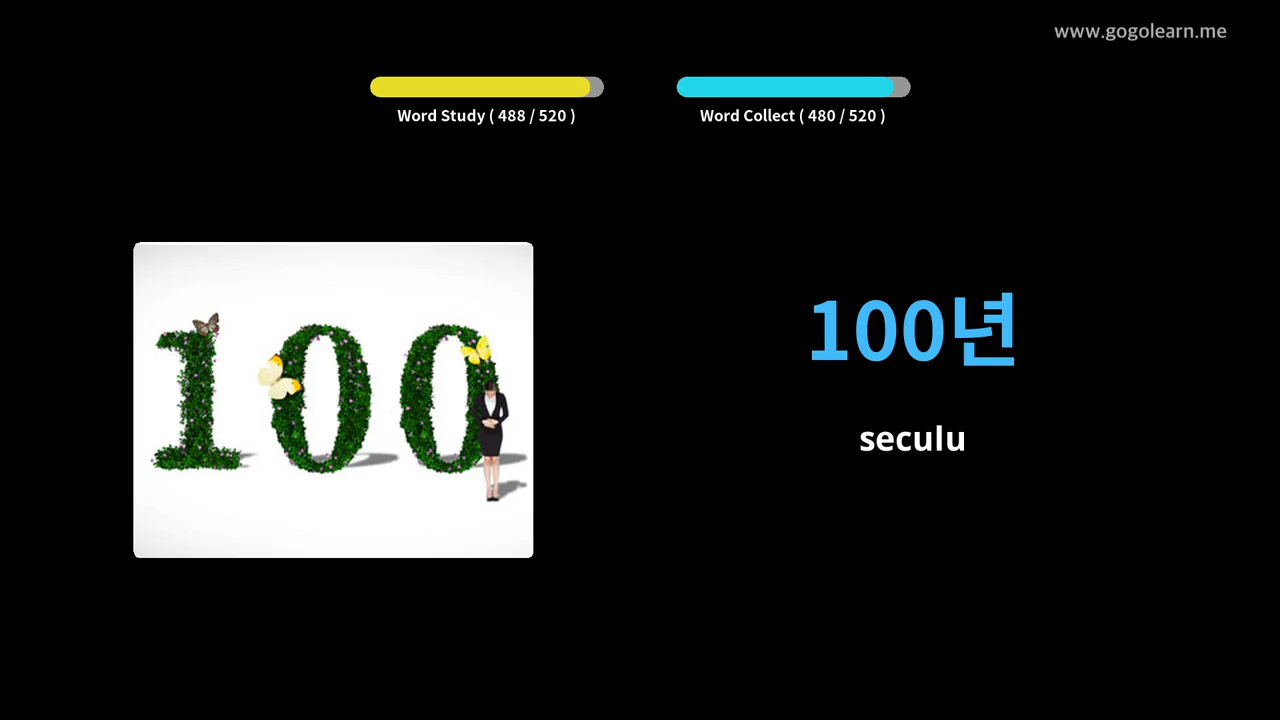 www.gogolearn.me
Word Study ( 488 / 520 )
Word Collect ( 480 / 520 )
100
100년
seculu